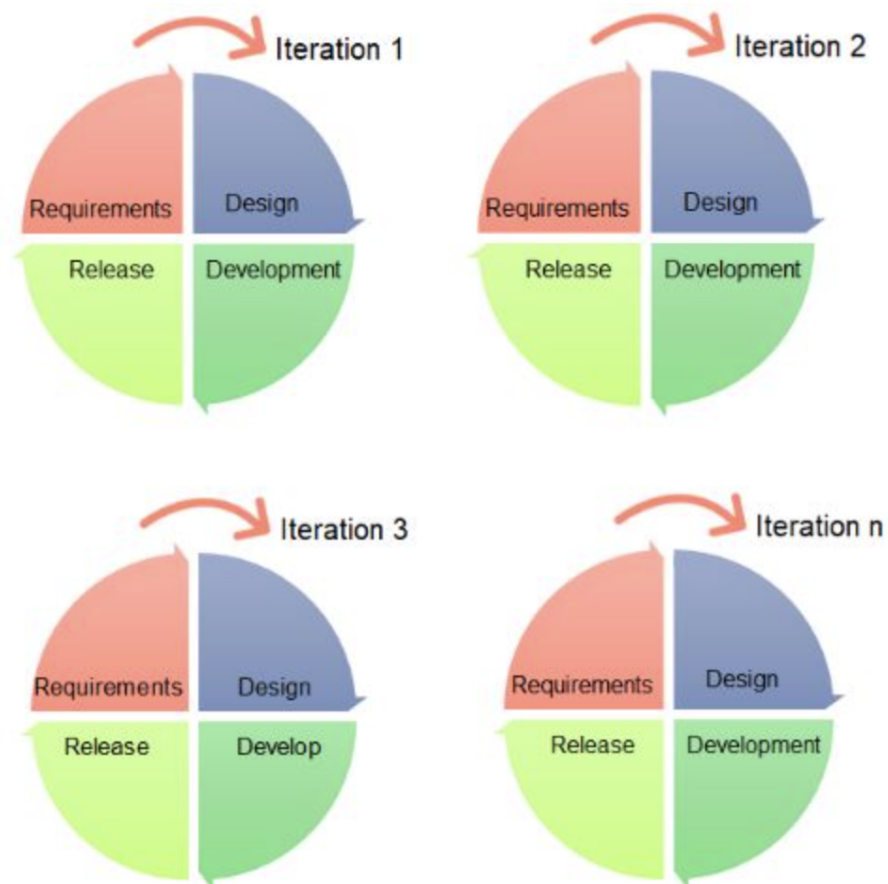 Iteration 1
Requirements
Design
Release
Development
Iteration 2
Requirements
Design
Release
Development
Iteration 3
Requirements
Design
Release
Develop
Iteration n
Requirements
Design
Release
Development